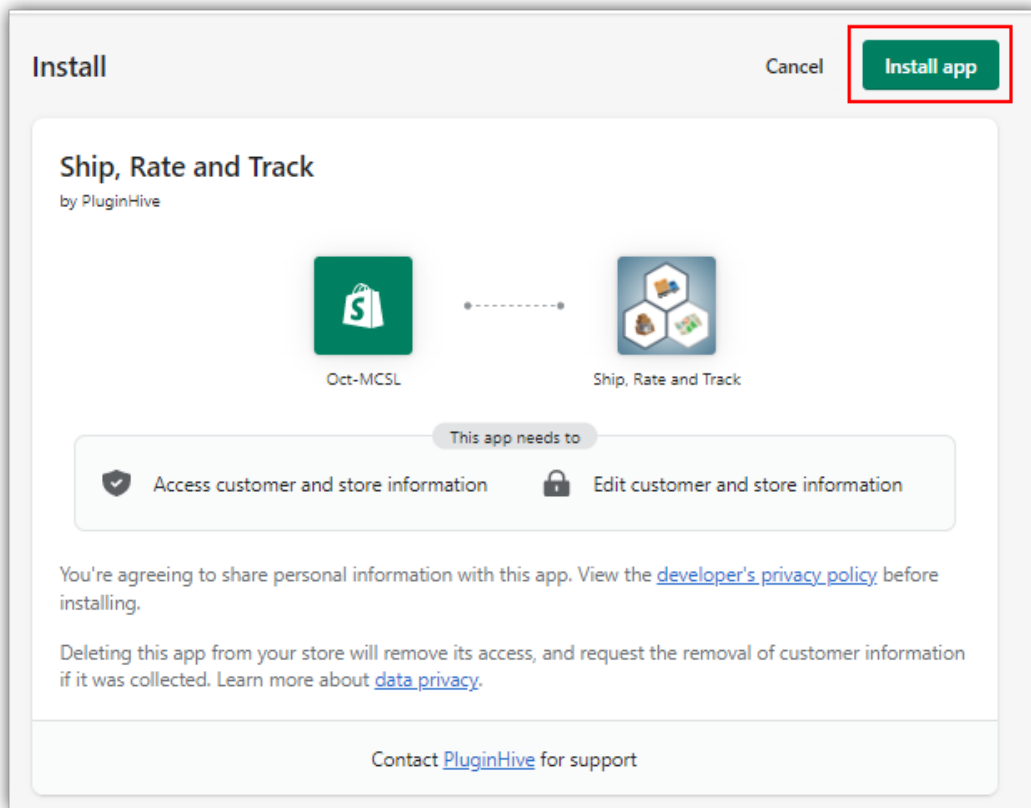 Install
Cancel
Install app
Ship, Rate and Track
by PluginHive
S
Oct-MCSL
Ship, Rate and Track
This app needs to
Access customer and store information
Edit customer and store information
You're agreeing to share personal information with this app. View the developer's privacy policy before
installing.
Deleting this app from your store will remove its access, and request the removal of customer information
if it was collected. Learn more about data privacy.
Contact PluginHive for support